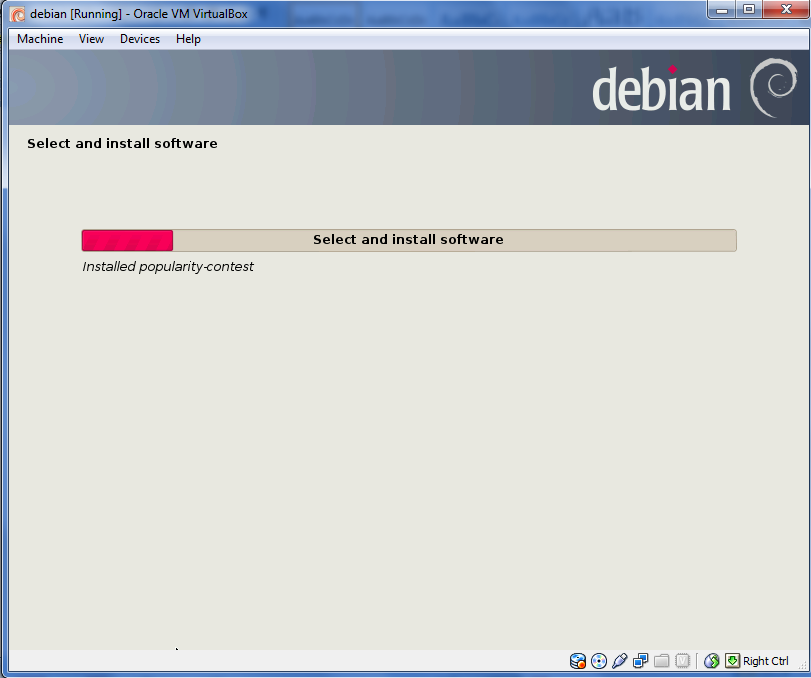 debian [Running] - Oracle VM VirtualBox
Machine View Devices Help
debian
Select and install software
Select and install software
Installed popularity-contest
Right Ctrl